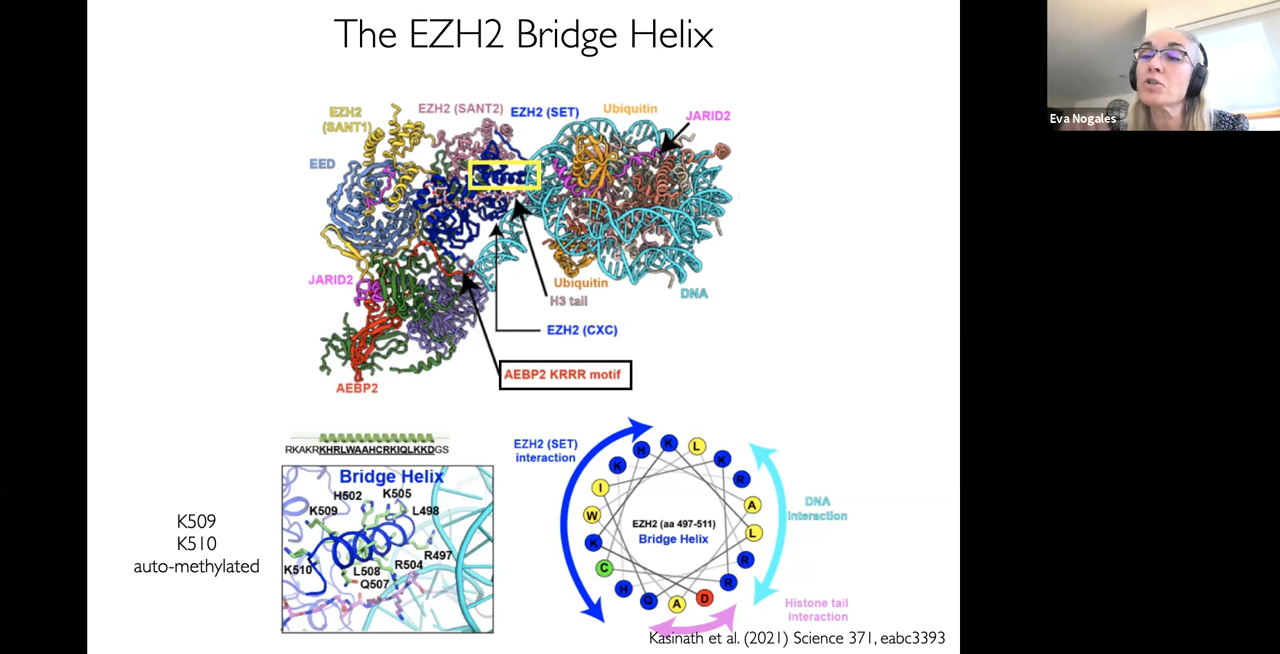 The EZH2 Bridge Helix
EZH2
(SANT1)
EZH2 (SANT2)
EZH2 (SET)
Ubiquitin
JARID2
EED
JARID2
Ubiquitin
H3 tail
DNA
EZH2 (CXC)
AEBP2 KRRR motif
AEBP2
RKAKRKHRLWAAHCRKIQLKKDGS
Bridge Helix
H502
K505
K509
L498
R497
K510
L508
R504
Q507
K509
K510
auto-methylated
EZH2 (SET)
interaction
K
L
K
R
A
L
R
R
D
A
Q
H
C
K
W
I
K
H
EZH2 (aa 497-511)
Bridge Helix
DNA
interaction
Histone tail
interaction
Kasinath et al. (2021) Science 371, eabc3393
Eva Nogales